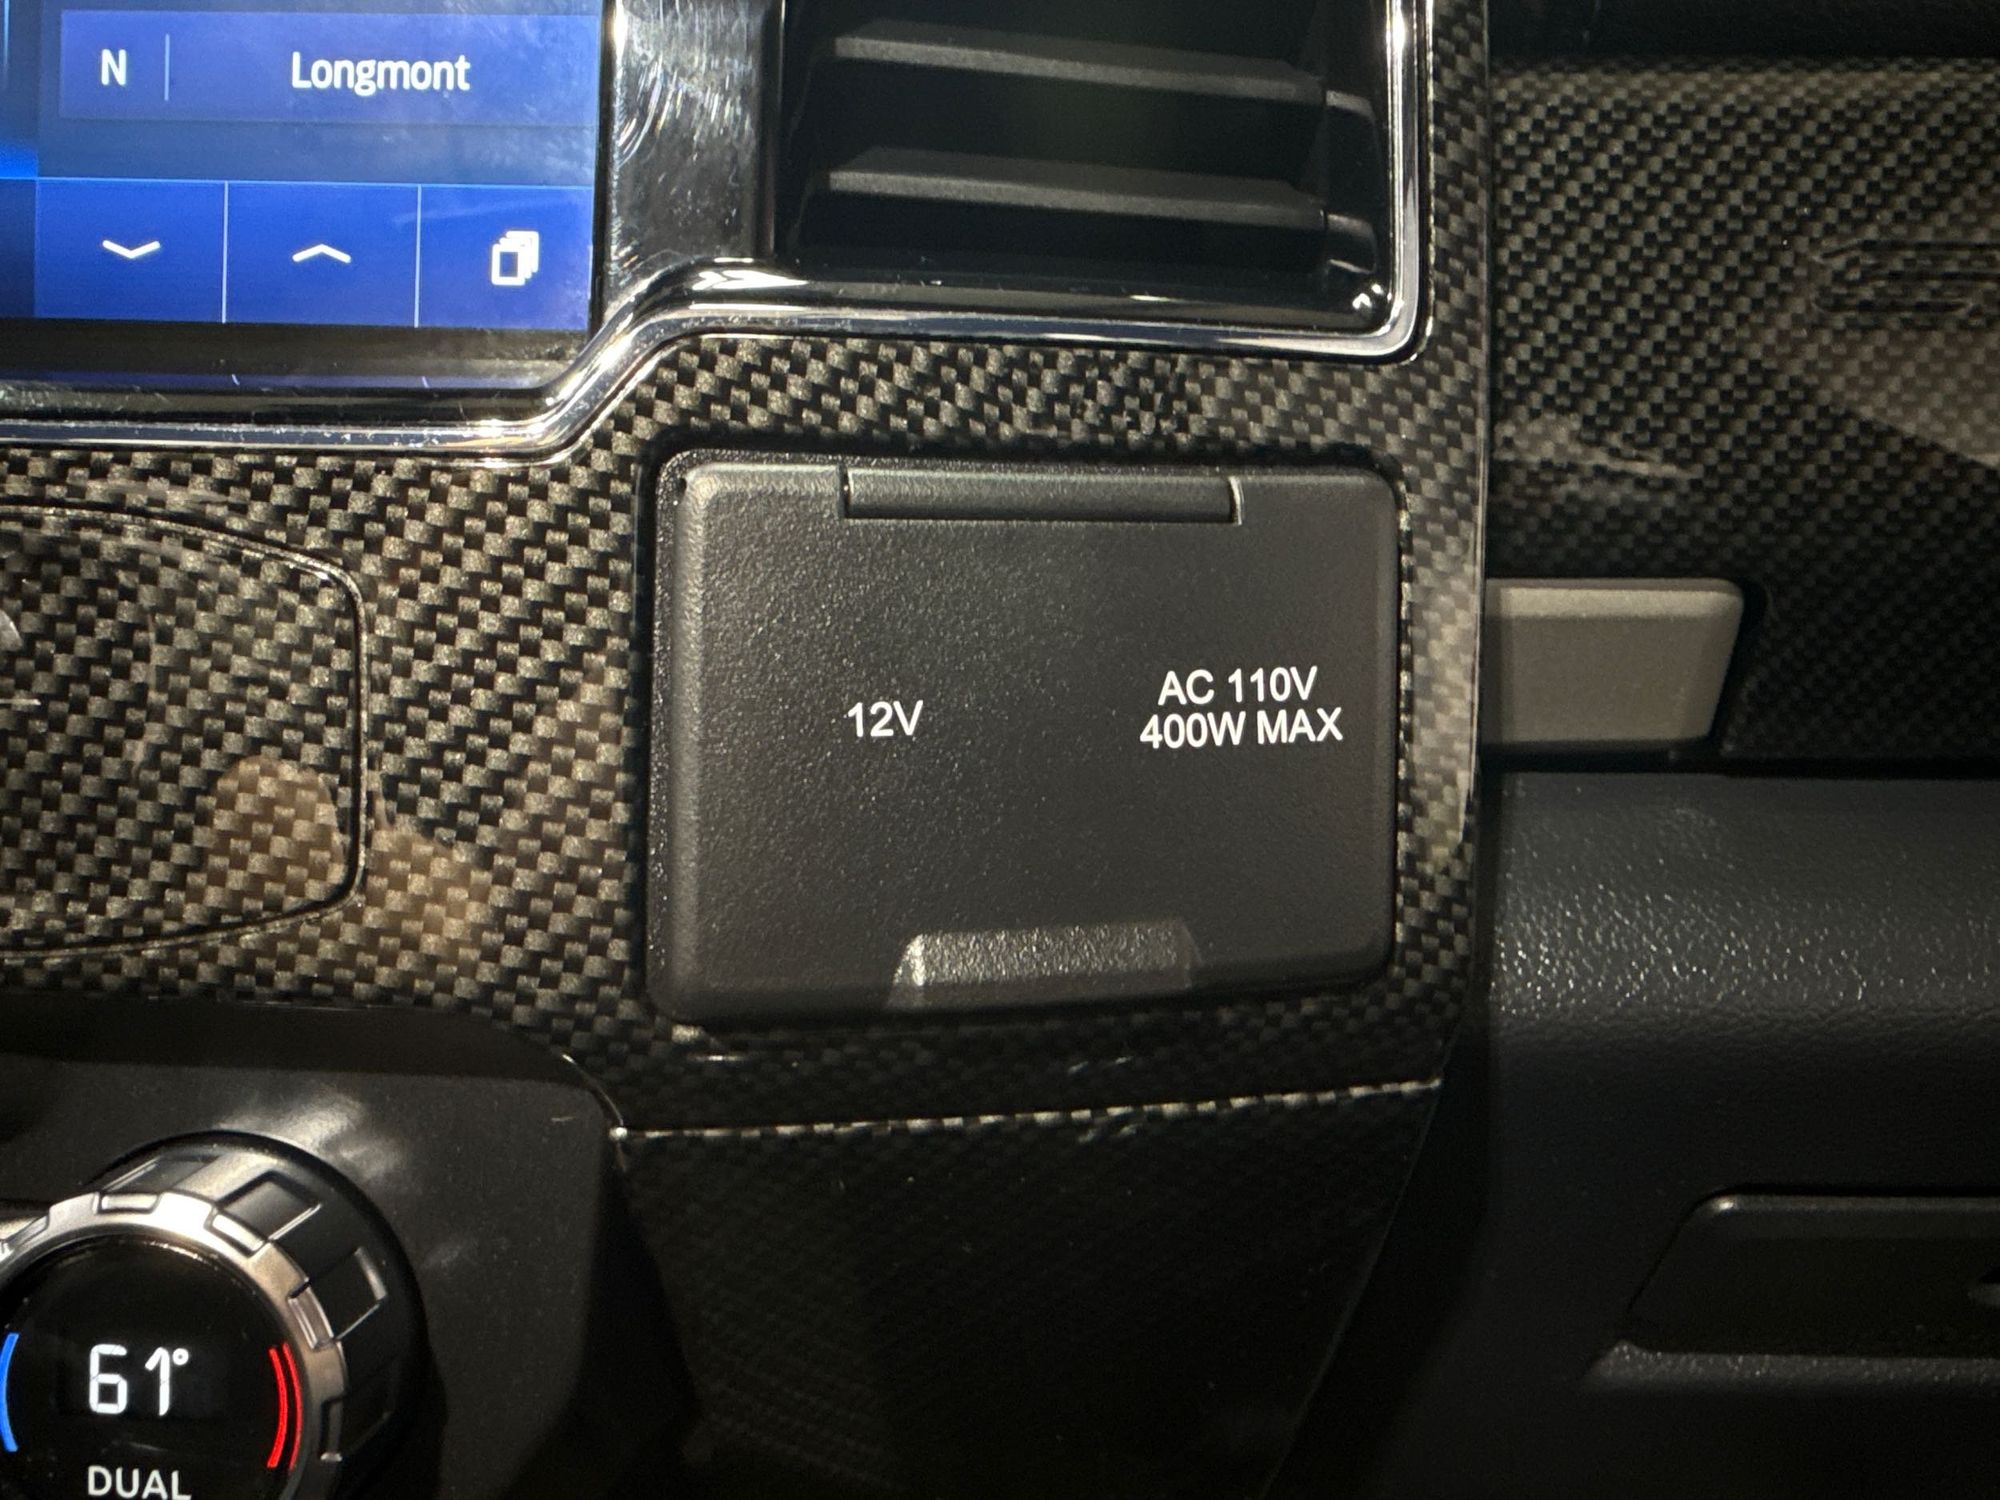 N
Longmont
12V
AC 110V
400W MAX
61°
DUAL